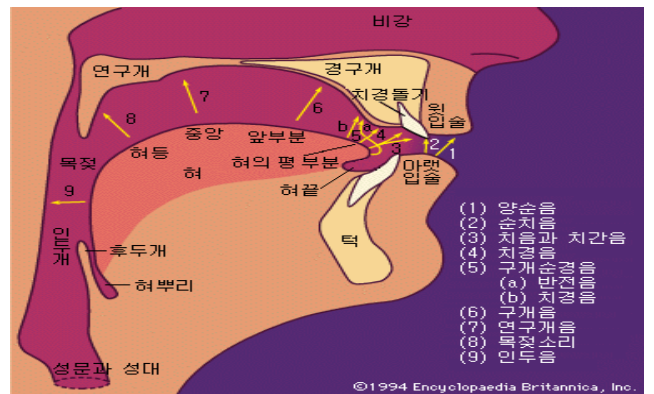 비강
연구개
경구개
치경돌기
윗
입술
b
a
6
7
8
5
4
3
2
1
중앙
앞부분
혀등
목젖
혀의 평 부분
아랫
입술
혀
혀끝
9
인두개
후두개
턱
혀뿌리
성문과 성대
(1) 양순음
(2) 순치음
(3) 치음과 치간음
(4) 치경음
(5) 구개순경음
(a) 반전음
(b) 치경음
(6) 구개음
(7) 연구개음
(8) 목젖소리
(9) 인두음
©1994 Encyclopaedia Britannica, Inc.